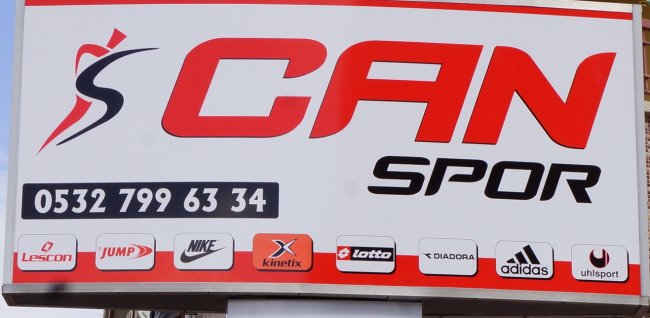 CAN
SPOR
0532 799 63 34
Lescon
JUMP
NIKE
kinetix
lotto
DIADORA
adidas
uhlsport